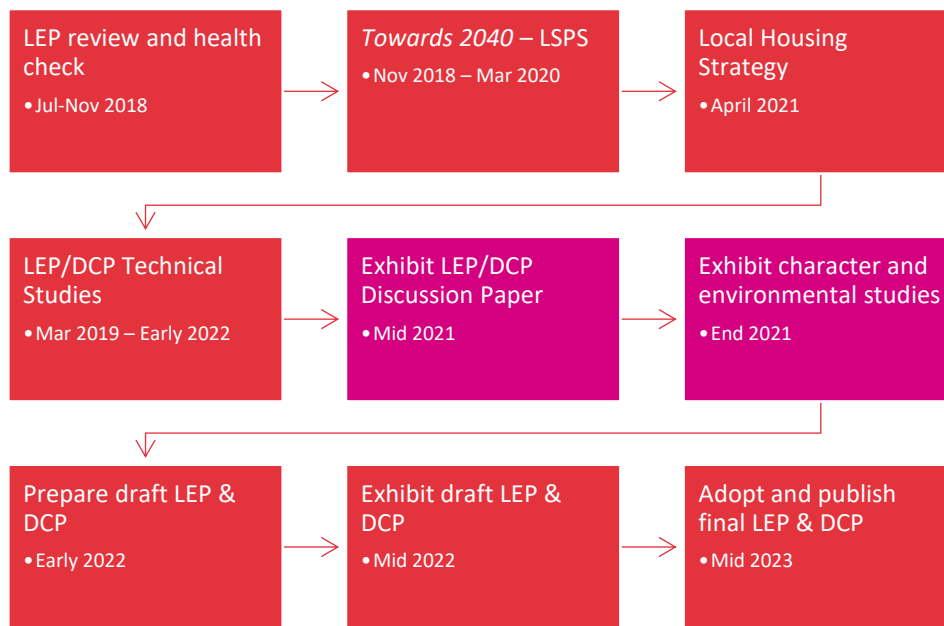 LEP review and health
check
•Jul-Nov 2018
Towards 2040 – LSPS
•Nov 2018 – Mar 2020
Local Housing
Strategy
•April 2021
LEP/DCP Technical
Studies
•Mar 2019 – Early 2022
Exhibit LEP/DCP
Discussion Paper
•Mid 2021
Exhibit character and
environmental studies
•End 2021
Prepare draft LEP &
DCP
•Early 2022
Exhibit draft LEP &
DCP
•Mid 2022
Adopt and publish
final LEP & DCP
•Mid 2023